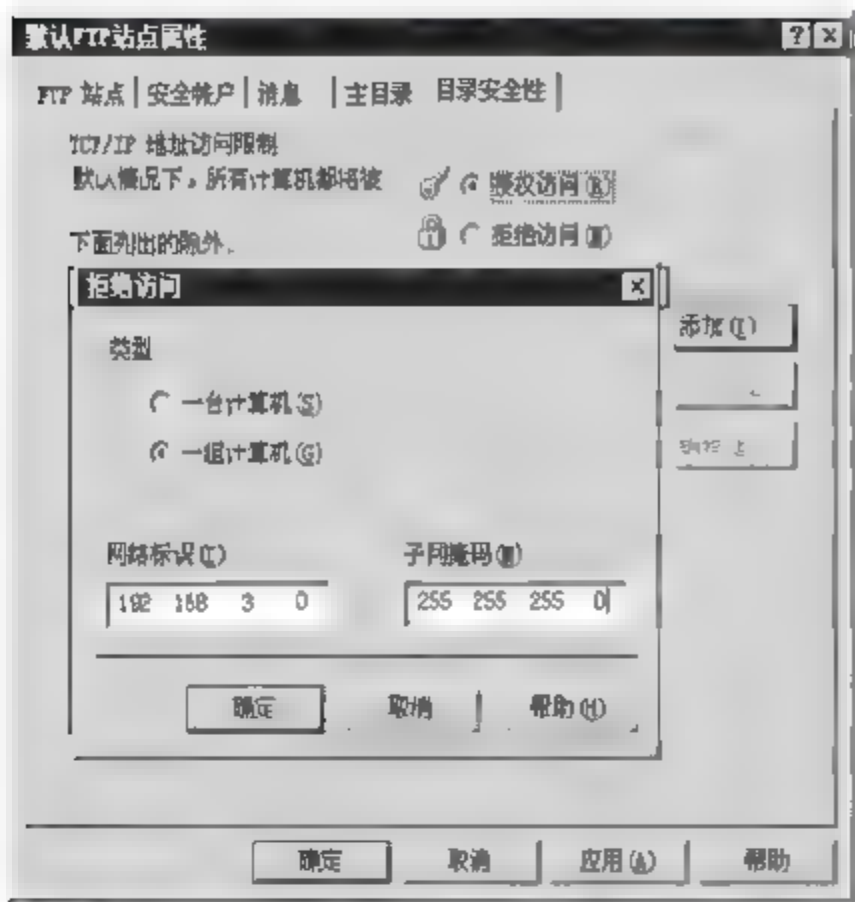 默认FTP站点属性
FTP 站点 安全帐户 消息 主目录 目录安全性
TCP/IP 地址访问限制
默认情况下，所有计算机都将被
授权访问(R)
拒绝访问(N)
下面列出的除外。
拒绝访问
类型
一台计算机(S)
一组计算机(G)
添加(D)
网络标识(I)
子网掩码(M)
192 168 3 0
255 255 255 0
确定 取消 帮助(H)
确定 取消 应用(A) 帮助